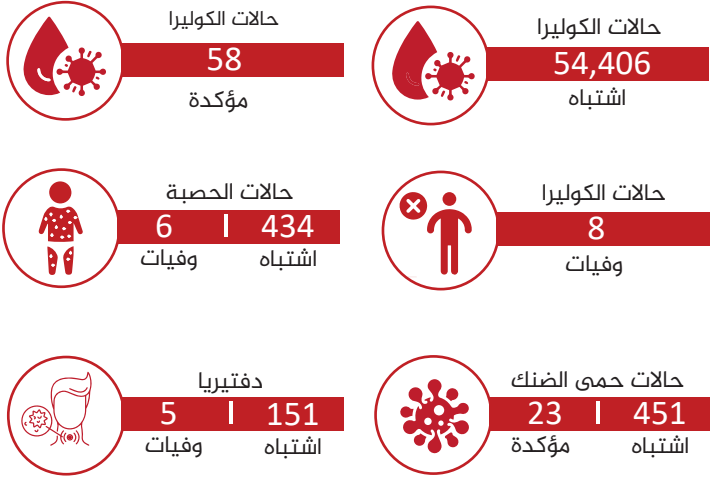 حالات الكوليرا
54,406
اشتباه
حالات الكوليرا
58
مؤكدة
حالات الكوليرا
8
وفيات
حالات الحصبة
434 | 6
اشتباه وفيات
حالات حمى الضنك
451 | 23
اشتباه مؤكدة
دفتيريا
151 | 5
اشتباه وفيات